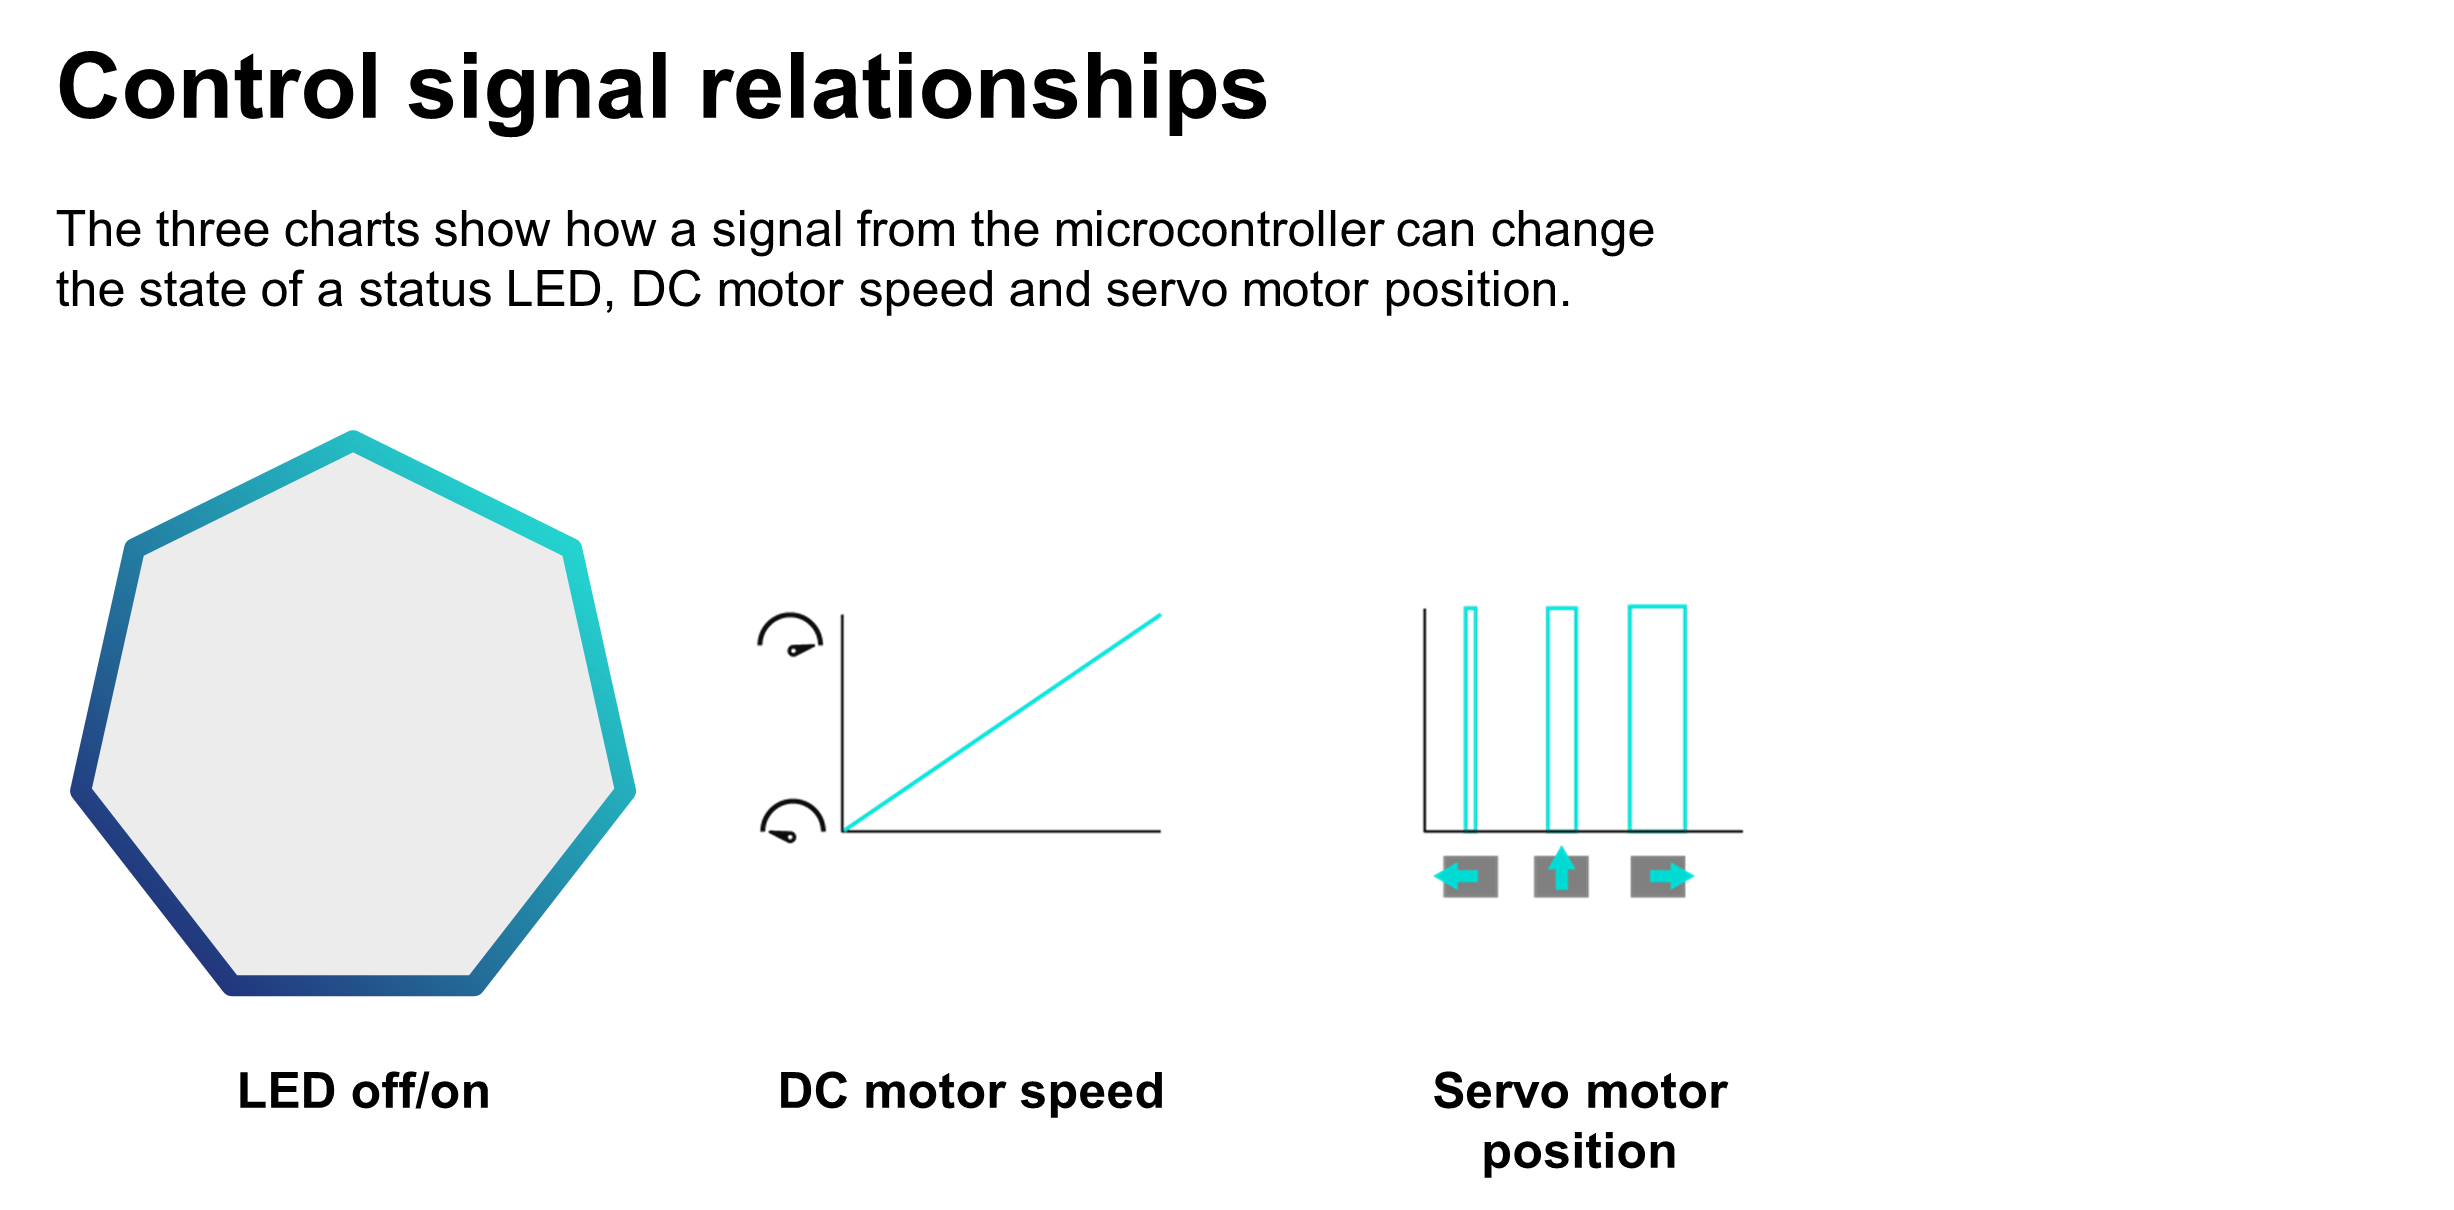 Control signal relationships
The three charts show how a signal from the microcontroller can change
the state of a status LED, DC motor speed and servo motor position.
LED off/on
DC motor speed
Servo motor
position